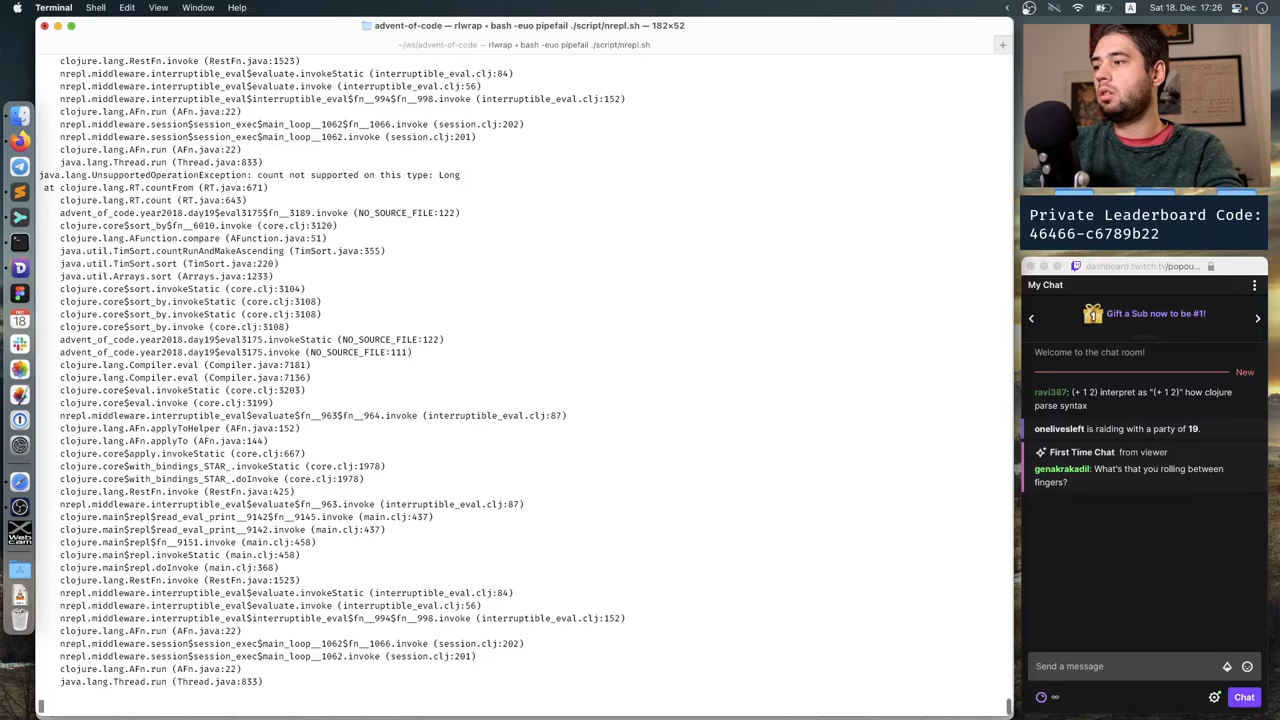 Terminal Shell Edit View Window Help
A Sat 18. Dec 17:26
advent-of-code — rlwrap • bash -euo pipefail ./script/nrepl.sh — 182×52
~/ws/advent-of-code — rlwrap • bash -euo pipefail ./script/nrepl.sh
clojure.lang.RestFn.invoke (RestFn.java:1523)
nrepl.middleware.interruptible_eval$evaluate.invokeStatic (interruptible_eval.clj:84)
nrepl.middleware.interruptible_eval$evaluate.invoke (interruptible_eval.clj:56)
nrepl.middleware.interruptible_eval$interruptible_eval$fn__994$fn__998.invoke (interruptible_eval.clj:152)
clojure.lang.AFn.run (AFn.java:22)
nrepl.middleware.session$session_exec$main_loop__1062$fn__1066.invoke (session.clj:202)
nrepl.middleware.session$session_exec$main_loop__1062.invoke (session.clj:201)
clojure.lang.AFn.run (AFn.java:22)
java.lang.Thread.run (Thread.java:833)
java.lang.UnsupportedOperationException: count not supported on this type: Long
at clojure.lang.RT.countFrom (RT.java:671)
clojure.lang.RT.count (RT.java:643)
advent_of_code.year2018.day19$eval3175$fn__3189.invoke (NO_SOURCE_FILE:122)
clojure.core$sort_by$fn__6010.invoke (core.clj:3120)
clojure.lang.AFunction.compare (AFunction.java:51)
java.util.TimSort.countRunAndMakeAscending (TimSort.java:355)
java.util.TimSort.sort (TimSort.java:220)
java.util.Arrays.sort (Arrays.java:1233)
clojure.core$sort.invokeStatic (core.clj:3104)
clojure.core$sort_by.invokeStatic (core.clj:3108)
clojure.core$sort_by.invokeStatic (core.clj:3108)
clojure.core$sort_by.invoke (core.clj:3108)
advent_of_code.year2018.day19$eval3175.invokeStatic (NO_SOURCE_FILE:122)
advent_of_code.year2018.day19$eval3175.invoke (NO_SOURCE_FILE:111)
clojure.lang.Compiler.eval (Compiler.java:7181)
clojure.lang.Compiler.eval (Compiler.java:7136)
clojure.core$eval.invokeStatic (core.clj:3203)
clojure.core$eval.invoke (core.clj:3199)
nrepl.middleware.interruptible_eval$evaluate$fn__963$fn__964.invoke (interruptible_eval.clj:87)
clojure.lang.AFn.applyToHelper (AFn.java:152)
clojure.lang.AFn.applyTo (AFn.java:144)
clojure.core$apply.invokeStatic (core.clj:667)
clojure.core$with_bindings_STAR_.invokeStatic (core.clj:1978)
clojure.core$with_bindings_STAR_.doInvoke (core.clj:1978)
clojure.lang.RestFn.invoke (RestFn.java:425)
nrepl.middleware.interruptible_eval$evaluate$fn__963.invoke (interruptible_eval.clj:87)
clojure.main$repl$read_eval_print__9142$fn__9145.invoke (main.clj:437)
clojure.main$repl$read_eval_print__9142.invoke (main.clj:437)
clojure.main$repl$fn__9151.invoke (main.clj:458)
clojure.main$repl.invokeStatic (main.clj:458)
clojure.main$repl.doInvoke (main.clj:368)
clojure.lang.RestFn.invoke (RestFn.java:1523)
nrepl.middleware.interruptible_eval$evaluate.invokeStatic (interruptible_eval.clj:84)
nrepl.middleware.interruptible_eval$evaluate.invoke (interruptible_eval.clj:56)
nrepl.middleware.interruptible_eval$interruptible_eval$fn__994$fn__998.invoke (interruptible_eval.clj:152)
clojure.lang.AFn.run (AFn.java:22)
nrepl.middleware.session$session_exec$main_loop__1062$fn__1066.invoke (session.clj:202)
nrepl.middleware.session$session_exec$main_loop__1062.invoke (session.clj:201)
clojure.lang.AFn.run (AFn.java:22)
java.lang.Thread.run (Thread.java:833)
DEC
18
Web
Cam
Private Leaderboard Code:
46466-c6789b22
dashboard.twitch.tv/popou...
My Chat
1 Gift a Sub now to be #1!
Welcome to the chat room!
New
ravi387: (+ 1 2) interpret as "(+ 1 2)" how clojure
parse syntax
onelivesleft is raiding with a party of 19.
First Time Chat from viewer
genakrakadil: What's that you rolling between
fingers?
Send a message
∞
Chat